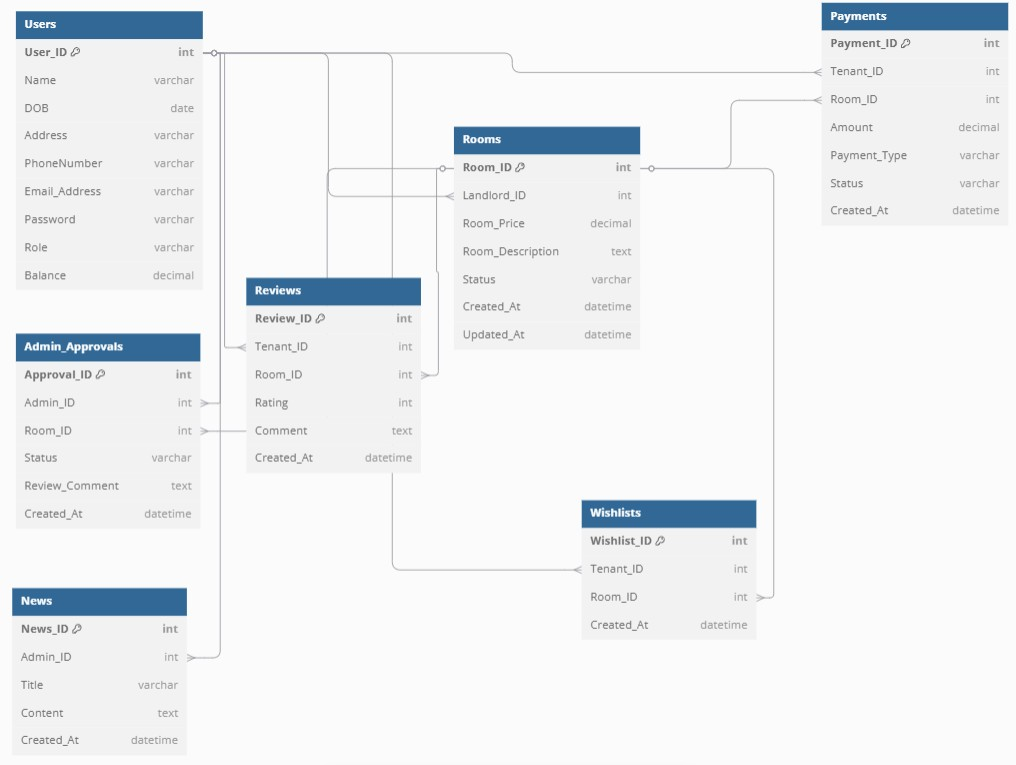 Users
User_ID int
Name varchar
DOB date
Address varchar
PhoneNumber varchar
Email_Address varchar
Password varchar
Role varchar
Balance decimal
Payments
Payment_ID int
Tenant_ID int
Room_ID int
Amount decimal
Payment_Type varchar
Status varchar
Created_At datetime
Rooms
Room_ID int
Landlord_ID int
Room_Price decimal
Room_Description text
Status varchar
Created_At datetime
Updated_At datetime
Reviews
Review_ID int
Tenant_ID int
Room_ID int
Rating int
Comment text
Created_At datetime
Admin_Approvals
Approval_ID int
Admin_ID int
Room_ID int
Status varchar
Review_Comment text
Created_At datetime
Wishlists
Wishlist_ID int
Tenant_ID int
Room_ID int
Created_At datetime
News
News_ID int
Admin_ID int
Title varchar
Content text
Created_At datetime